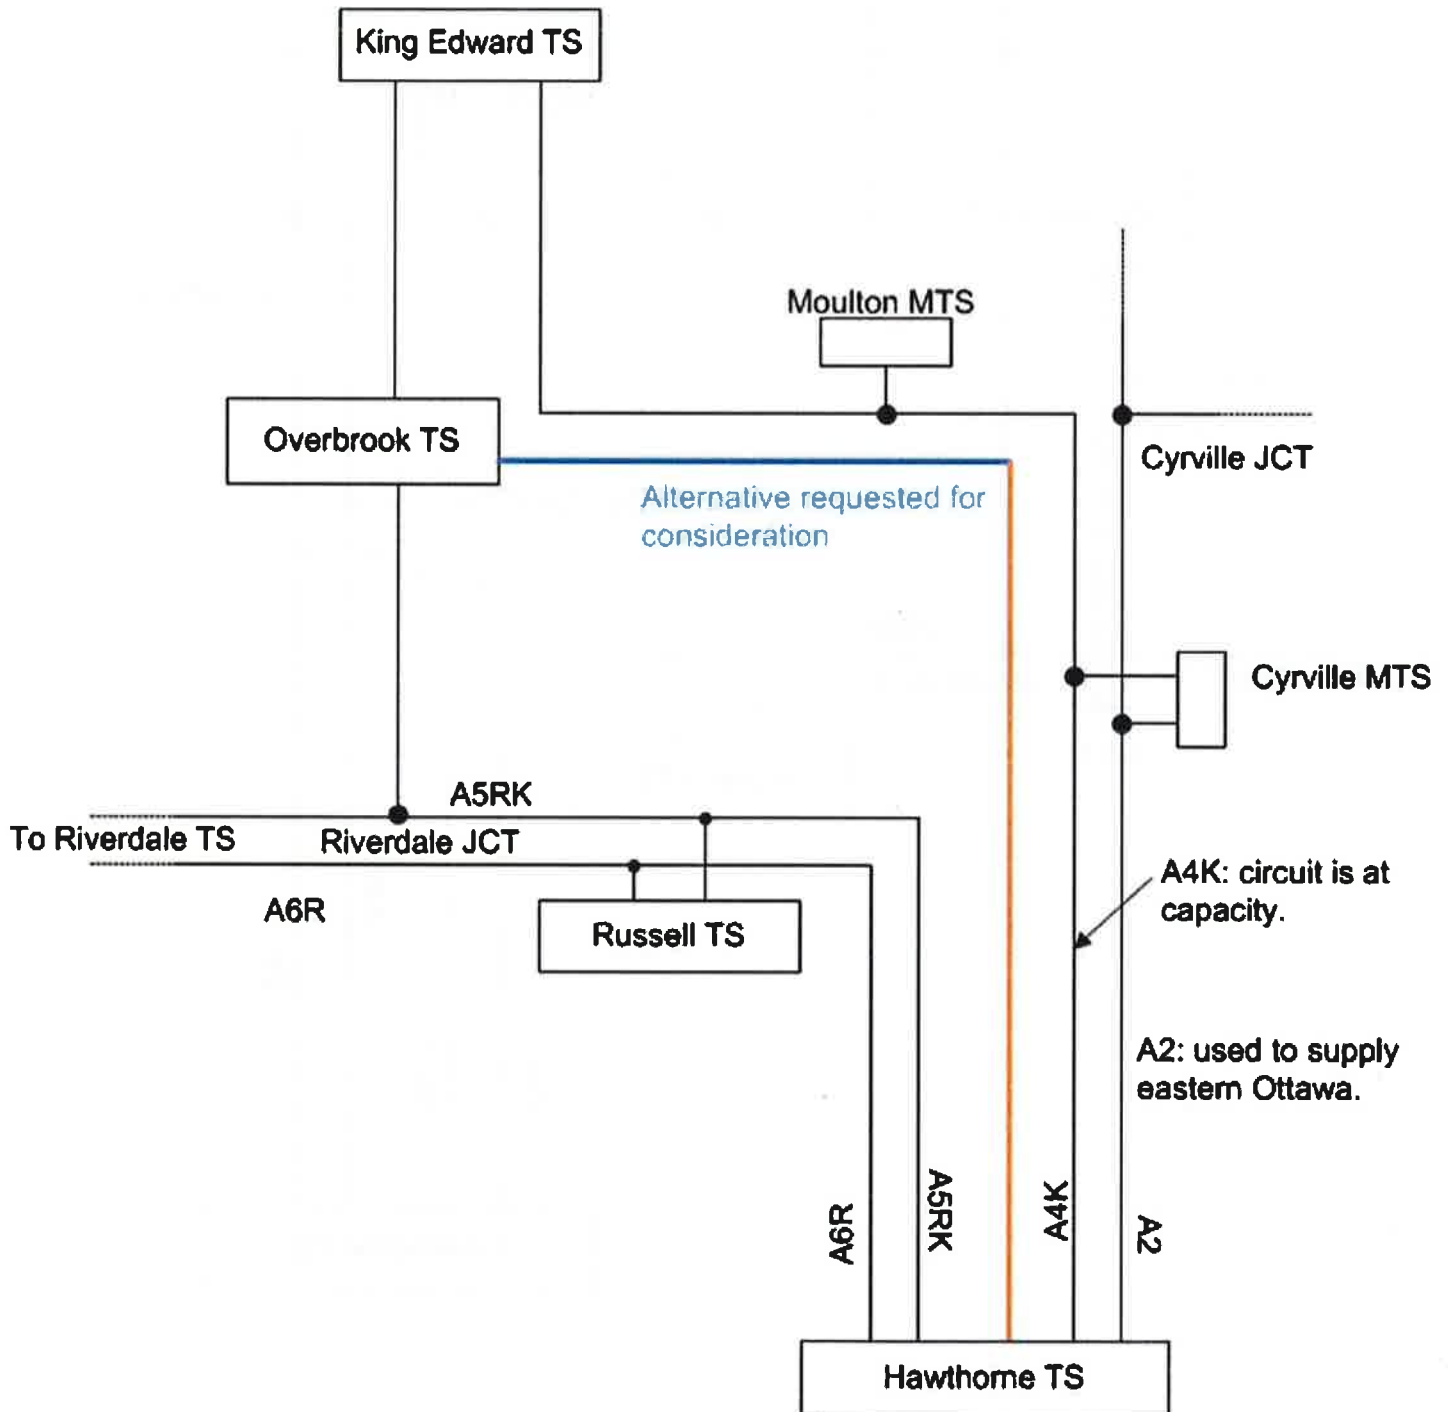 King Edward TS
Moulton MTS
Overbrook TS
Cyrville JCT
Alternative requested for
consideration
Cyrville MTS
A5RK
To Riverdale TS
Riverdale JCT
A6R
Russell TS
A4K: circuit is at
capacity.
A2: used to supply
eastern Ottawa.
A6R
A5RK
A4K
A2
Hawthorne TS